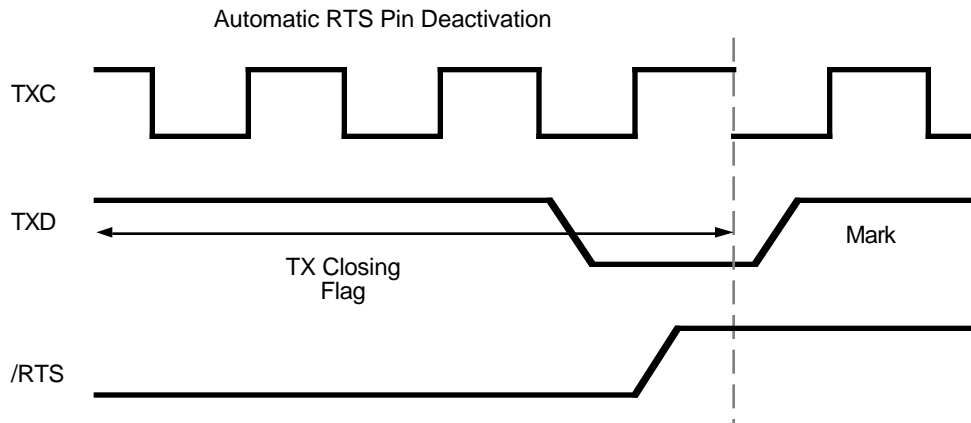 Automatic RTS Pin Deactivation
TXC
TXD
Mark
TX Closing
Flag
/RTS